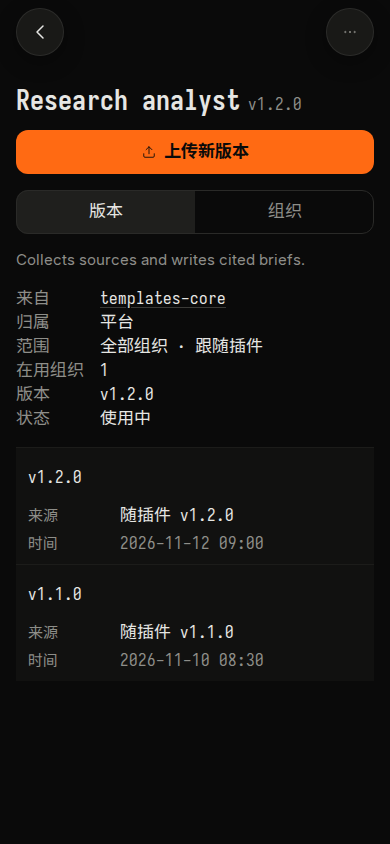 Research analyst v1.2.0
上传新版本
版本 组织
Collects sources and writes cited briefs.
来自 templates-core
归属 平台
范围 全部组织 · 跟随插件
在用组织 1
版本 v1.2.0
状态 使用中
v1.2.0
来源 随插件 v1.2.0
时间 2026-11-12 09:00
v1.1.0
来源 随插件 v1.1.0
时间 2026-11-10 08:30